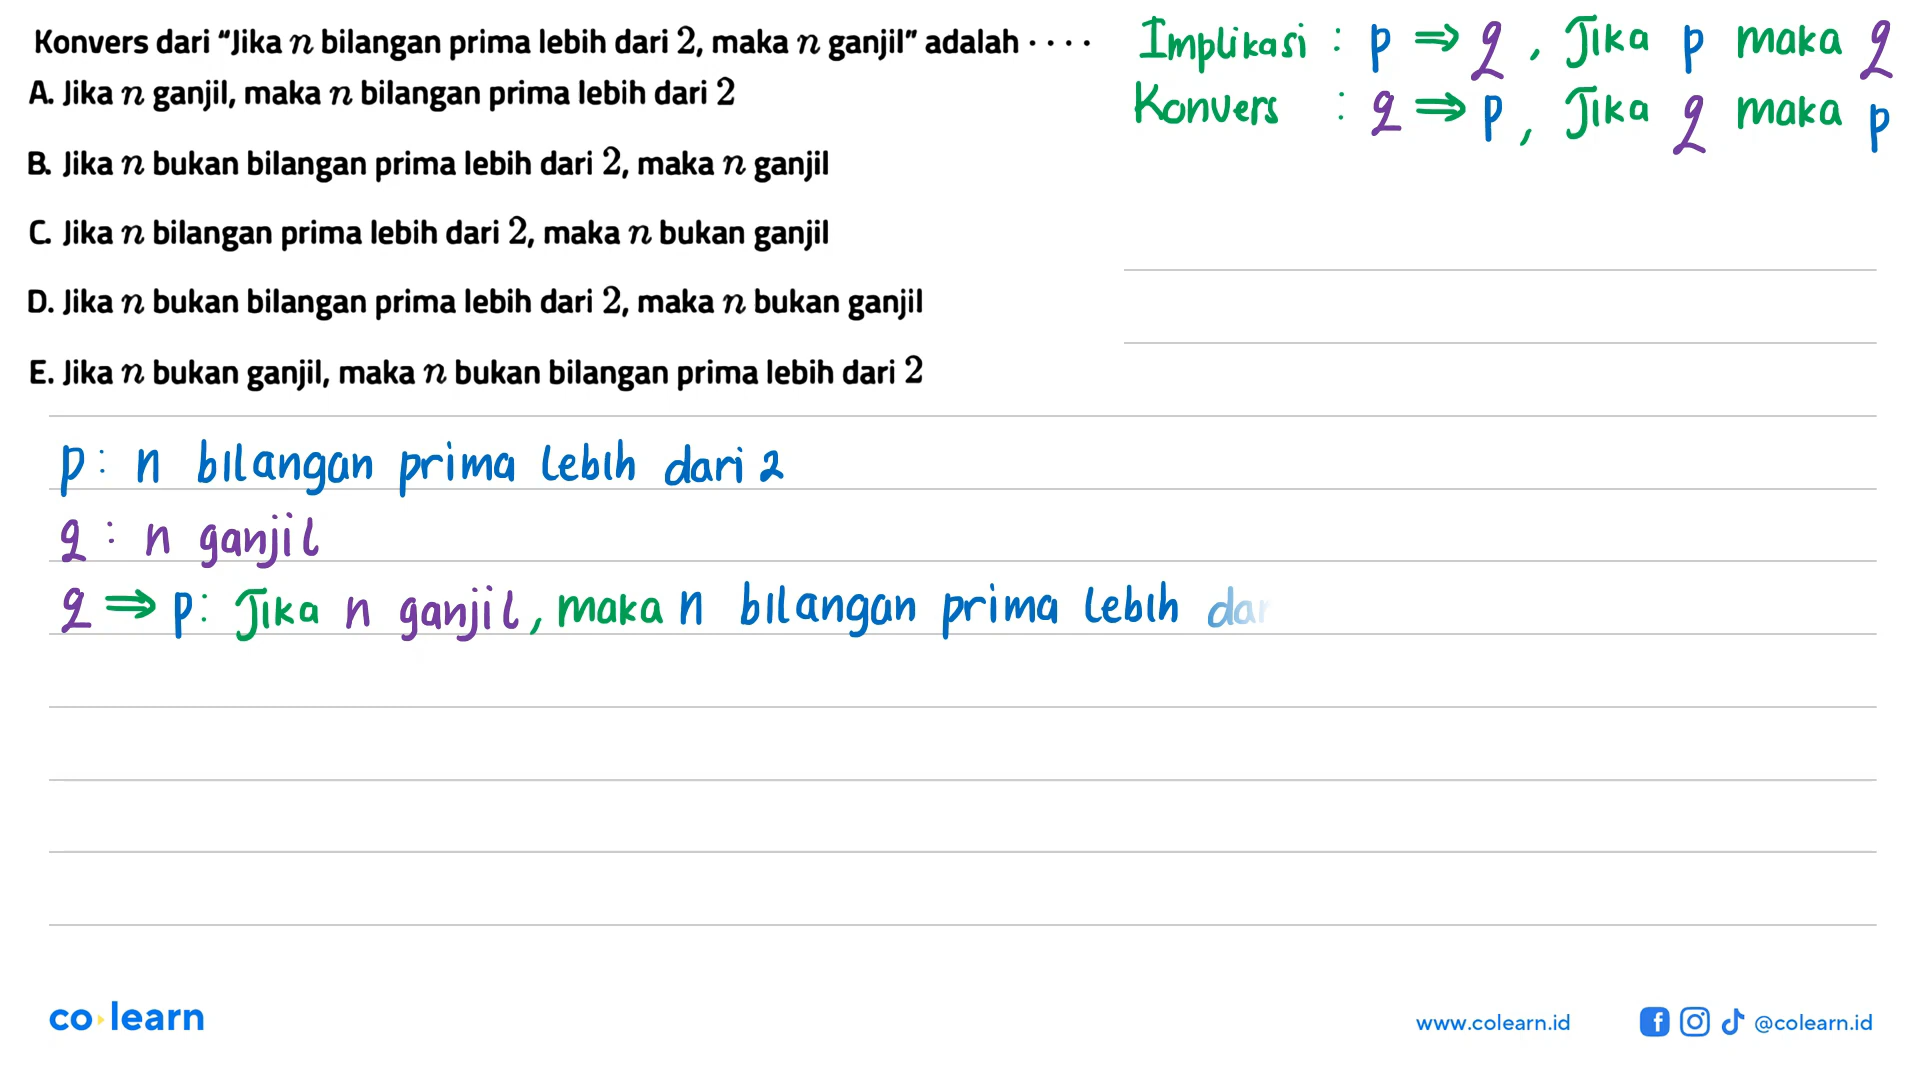 Konvers dari “Jika n bilangan prima lebih dari 2, maka n ganjil” adalah ....
A. Jika n ganjil, maka n bilangan prima lebih dari 2
B. Jika n bukan bilangan prima lebih dari 2, maka n ganjil
C. Jika n bilangan prima lebih dari 2, maka n bukan ganjil
D. Jika n bukan bilangan prima lebih dari 2, maka n bukan ganjil
E. Jika n bukan ganjil, maka n bukan bilangan prima lebih dari 2
Implikasi : p ⇒ q , Jika p maka q
Konvers : q ⇒ p , Jika q maka p
p : n bilangan prima lebih dari 2
q : n ganjil
q ⇒ p : Jika n ganjil, maka n bilangan prima lebih dar
co learn
www.colearn.id
@colearn.id